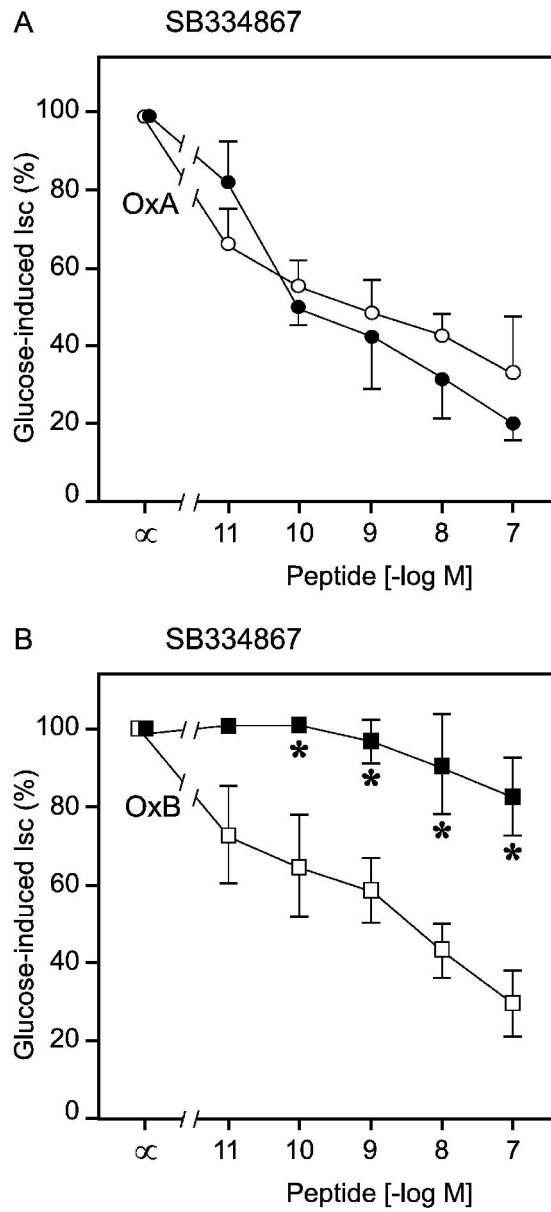 A SB334867
Glucose-induced Isc (%)
100
80
60
40
20
0
OxA
∝ 11 10 9 8 7
Peptide [-log M]
B SB334867
Glucose-induced Isc (%)
100
80
60
40
20
0
OxB
* * * *
∝ 11 10 9 8 7
Peptide [-log M]